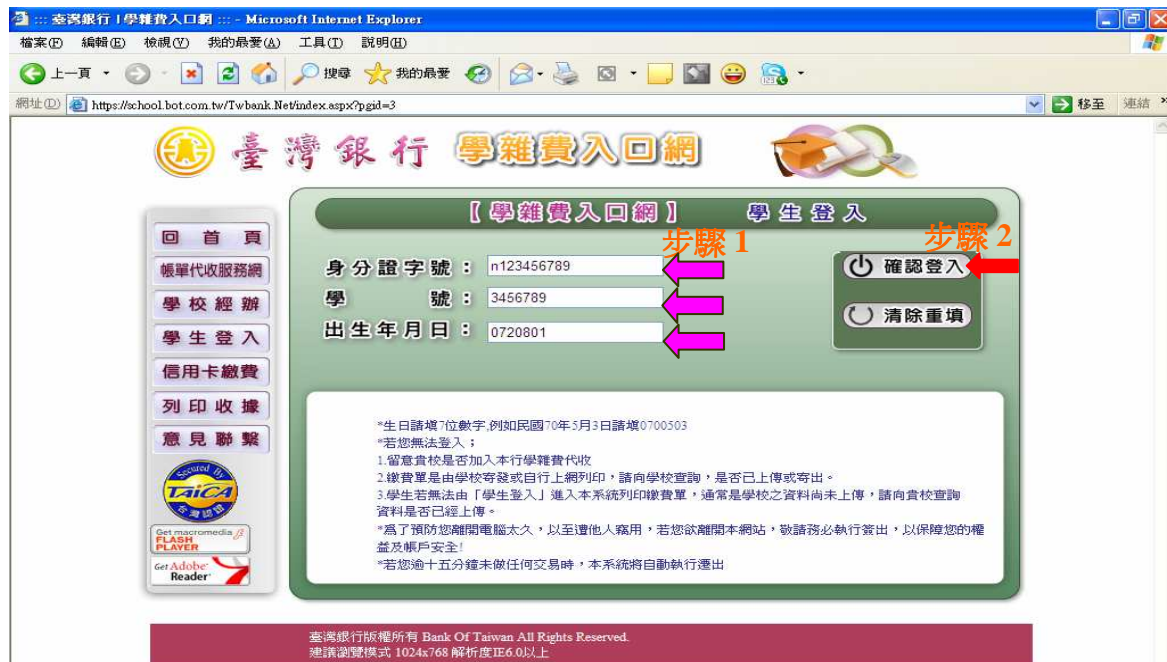 ::: 臺灣銀行 | 學雜費入口網 ::: - Microsoft Internet Explorer
檔案(F) 編輯(E) 檢視(V) 我的最愛(A) 工具(T) 說明(H)
上一頁 搜尋 我的最愛
網址(D) https://school.bot.com.tw/Twbank.Net/index.aspx?pgid=3 移至 連結 »
臺灣銀行 學雜費入口網
【學雜費入口網】 學生登入
步驟 1
步驟 2
回首頁
帳單代收服務網
學校經辦
學生登入
信用卡繳費
列印收據
意見聯繫
Secured By
TAICA
台灣認證
Get macromedia
FLASH
PLAYER
Get Adobe
Reader
身分證字號： n123456789
學 號： 3456789
出生年月日： 0720801
確認登入
清除重填
*生日請填7位數字,例如民國70年5月3日請填0700503
*若您無法登入；
1.留意貴校是否加入本行學雜費代收
2.繳費單是由學校寄發或自行上網列印，請向學校查詢，是否已上傳或寄出。
3.學生若無法由「學生登入」進入本系統列印繳費單，通常是學校之資料尚未上傳，請向貴校查詢
資料是否已經上傳。
*為了預防您離開電腦太久，以至遭他人竊用，若您欲離開本網站，敬請務必執行簽出，以保障您的權
益及帳戶安全!
*若您逾十五分鐘未做任何交易時，本系統將自動執行遷出
臺灣銀行版權所有 Bank Of Taiwan All Rights Reserved.
建議瀏覽模式 1024x768 解析度IE6.0以上